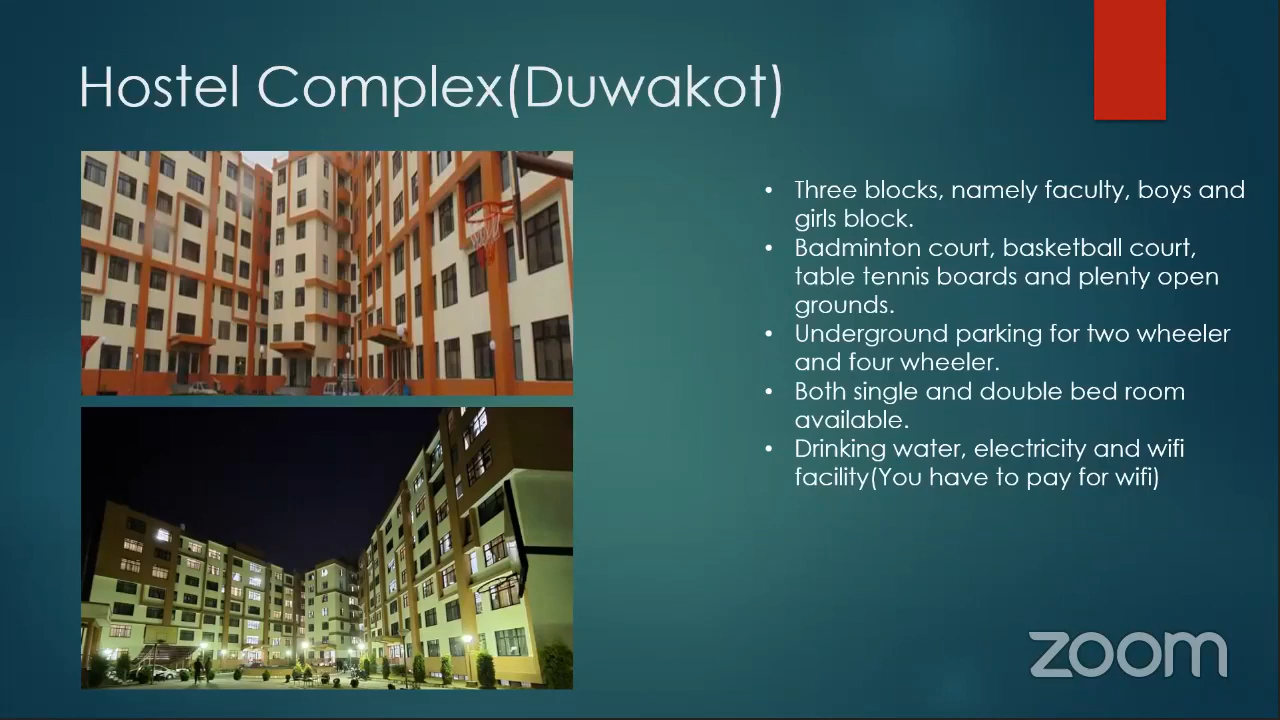 Hostel Complex(Duwakot)
• Three blocks, namely faculty, boys and
girls block.
• Badminton court, basketball court,
table tennis boards and plenty open
grounds.
• Underground parking for two wheeler
and four wheeler.
• Both single and double bed room
available.
• Drinking water, electricity and wifi
facility(You have to pay for wifi)
zoom